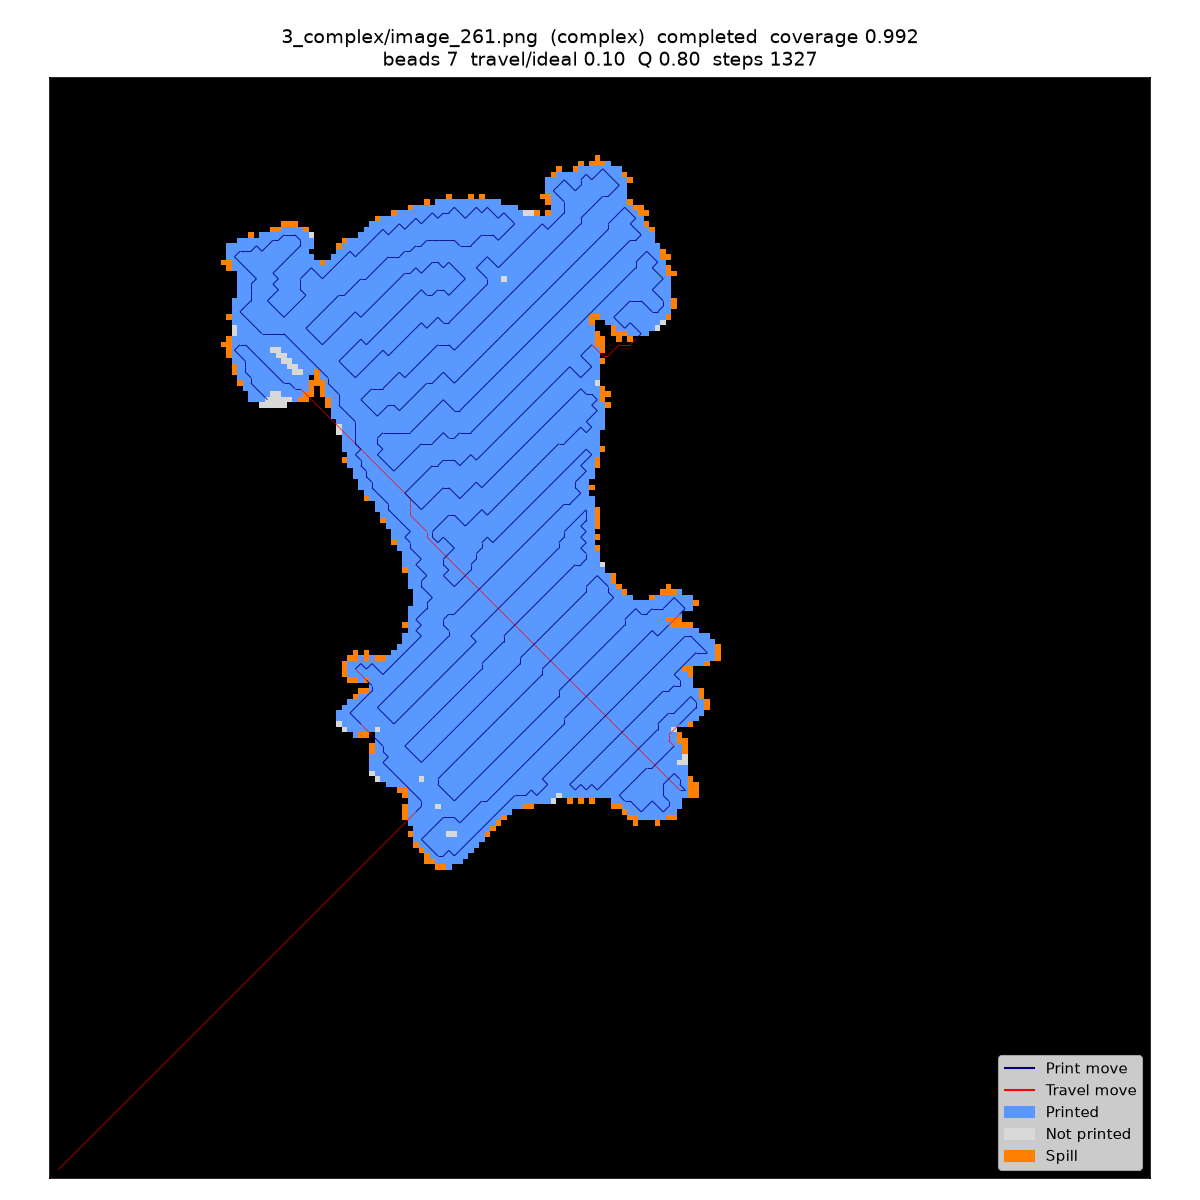 3_complex/image_261.png  (complex)  completed  coverage 0.992
beads 7  travel/ideal 0.10  Q 0.80  steps 1327
Print move
Travel move
Printed
Not printed
Spill